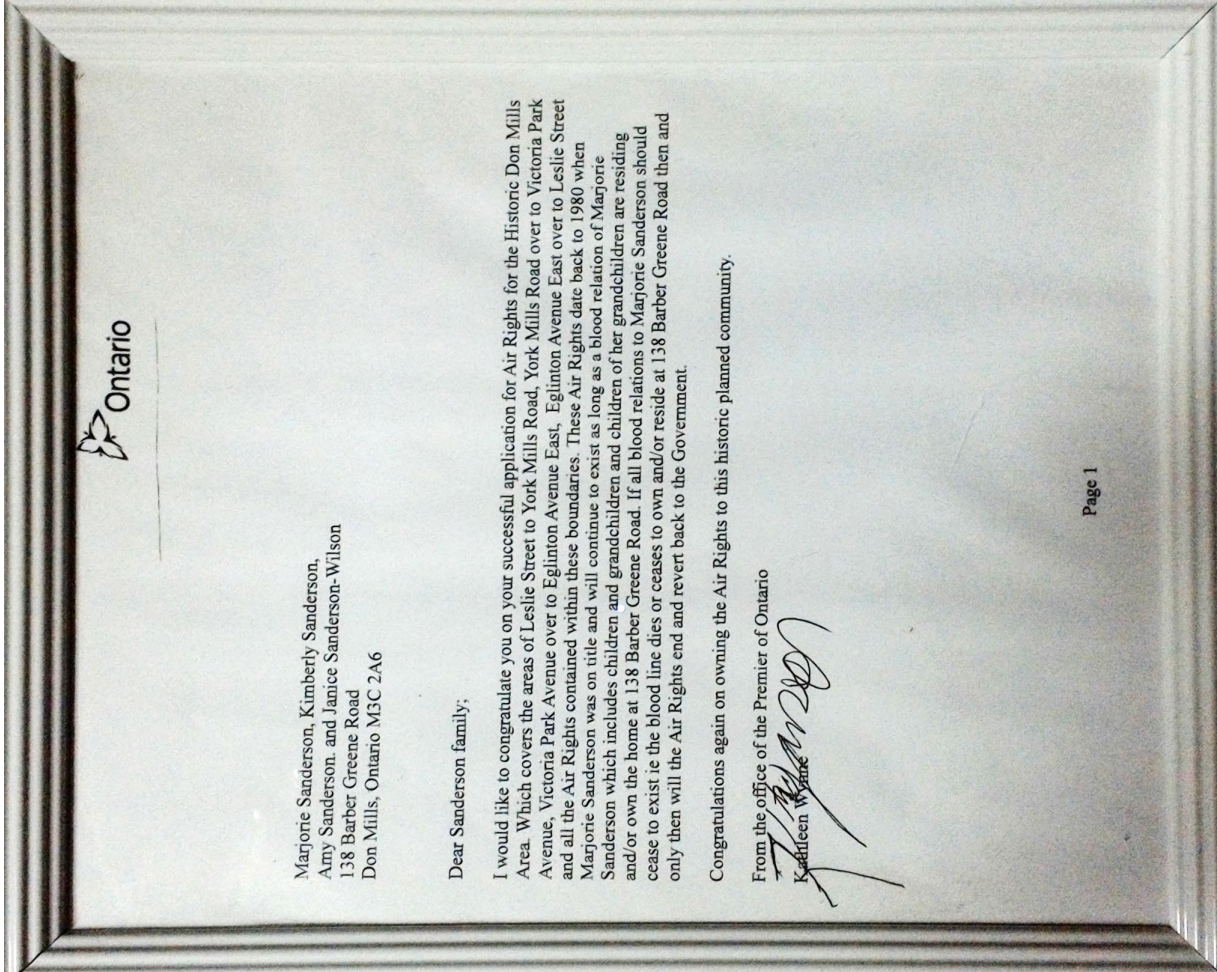 Ontario
Marjorie Sanderson, Kimberly Sanderson,
Amy Sanderson. and Janice Sanderson-Wilson
138 Barber Greene Road
Don Mills, Ontario M3C 2A6
Dear Sanderson family;
I would like to congratulate you on your successful application for Air Rights for the Historic Don Mills
Area. Which covers the areas of Leslie Street to York Mills Road, York Mills Road over to Victoria Park
Avenue, Victoria Park Avenue over to Eglinton Avenue East, Eglinton Avenue East over to Leslie Street
and all the Air Rights contained within these boundaries. These Air Rights date back to 1980 when
Marjorie Sanderson was on title and will continue to exist as long as a blood relation of Marjorie
Sanderson which includes children and grandchildren and children of her grandchildren are residing
and/or own the home at 138 Barber Greene Road. If all blood relations to Marjorie Sanderson should
cease to exist ie the blood line dies or ceases to own and/or reside at 138 Barber Greene Road then and
only then will the Air Rights end and revert back to the Government.
Congratulations again on owning the Air Rights to this historic planned community.
From the office of the Premier of Ontario
Kathleen Wynne
Page 1